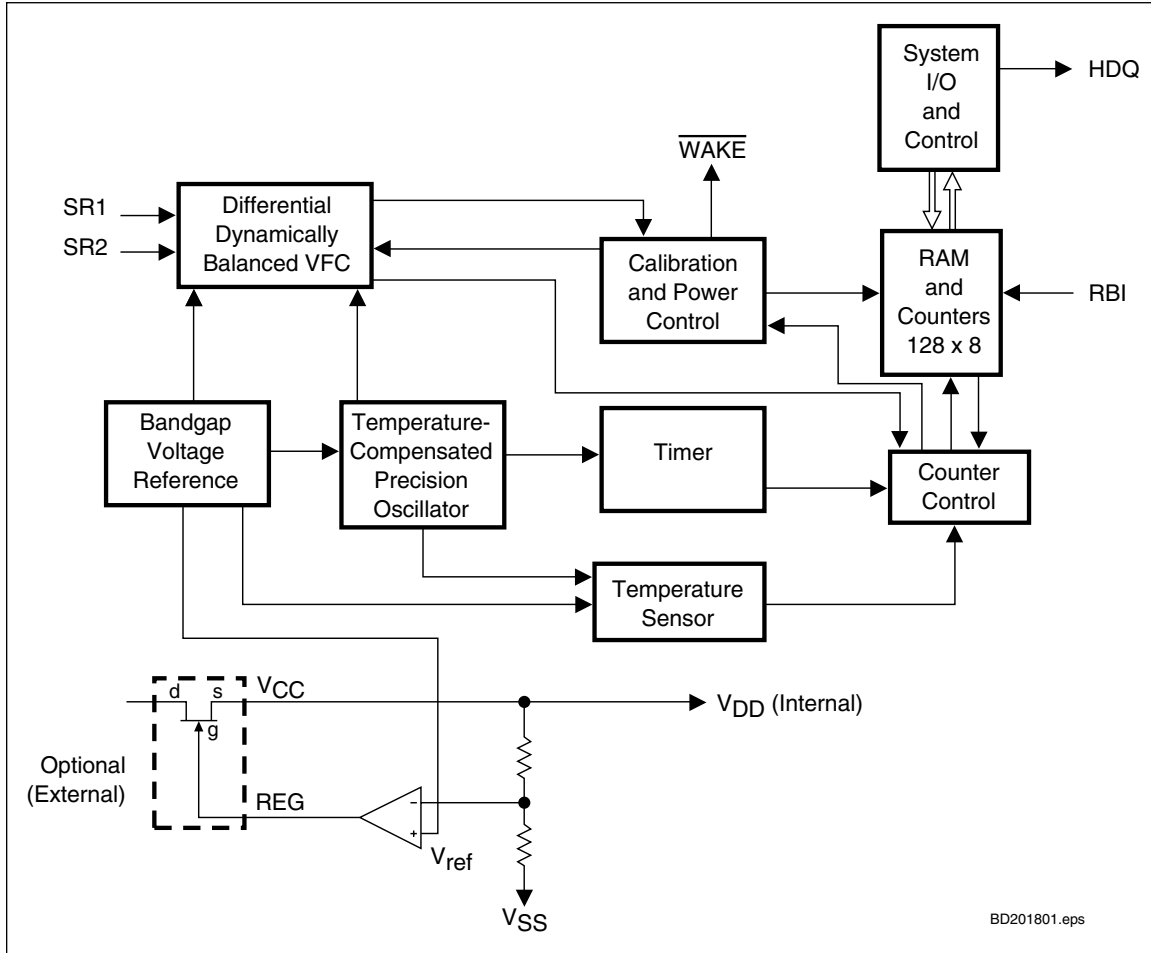 System
I/O
and
Control
HDQ
WAKE
SR1
SR2
Differential
Dynamically
Balanced VFC
Calibration
and Power
Control
RAM
and
Counters
128 x 8
RBI
Bandgap
Voltage
Reference
Temperature-
Compensated
Precision
Oscillator
Timer
Counter
Control
Temperature
Sensor
d
s
g
VCC
VDD (Internal)
Optional
(External)
REG
–
+
Vref
VSS
BD201801.eps